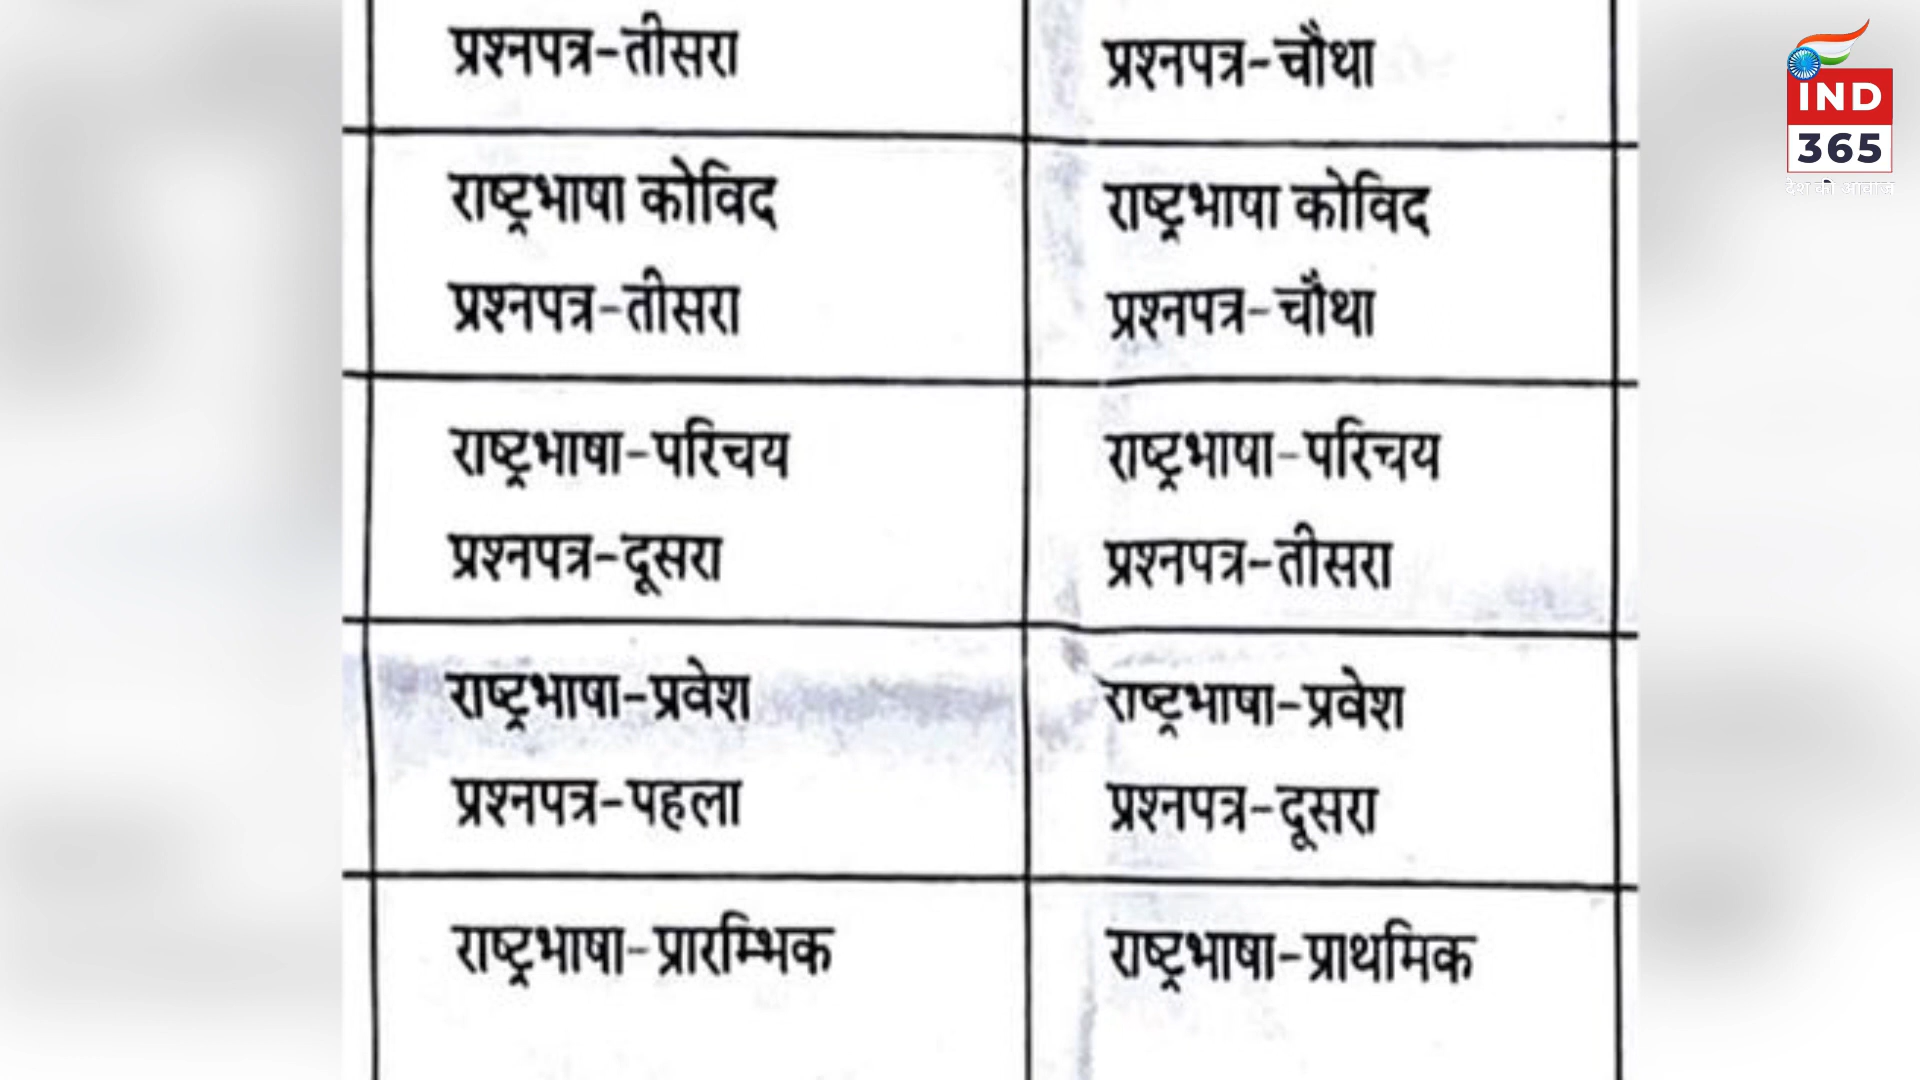 प्रश्नपत्र-तीसरा
प्रश्नपत्र-चौथा
राष्ट्रभाषा कोविद
प्रश्नपत्र-तीसरा
राष्ट्रभाषा कोविद
प्रश्नपत्र-चौथा
राष्ट्रभाषा-परिचय
प्रश्नपत्र-दूसरा
राष्ट्रभाषा-परिचय
प्रश्नपत्र-तीसरा
राष्ट्रभाषा-प्रवेश
प्रश्नपत्र-पहला
राष्ट्रभाषा-प्रवेश
प्रश्नपत्र-दूसरा
राष्ट्रभाषा-प्रारम्भिक
राष्ट्रभाषा-प्राथमिक
IND
365
देश की आवाज